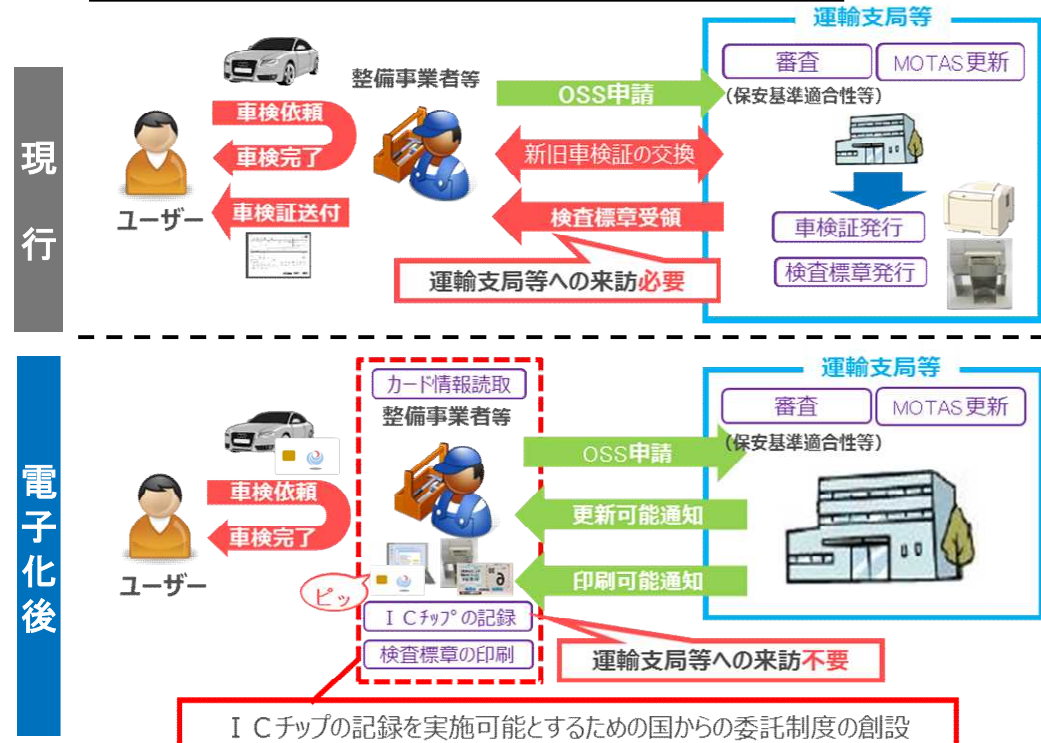 現行
運輸支局等
審査
MOTAS更新
(保安基準適合性等)
整備事業者等
OSS申請
車検依頼
車検完了
新旧車検証の交換
ユーザー
車検証送付
検査標章受領
車検証発行
検査標章発行
運輸支局等への来訪必要
電子化後
カード情報読取
整備事業者等
運輸支局等
審査
MOTAS更新
(保安基準適合性等)
OSS申請
車検依頼
車検完了
更新可能通知
ユーザー
ピッ
6
印刷可能通知
ICチップの記録
検査標章の印刷
運輸支局等への来訪不要
ICチップの記録を実施可能とするための国からの委託制度の創設